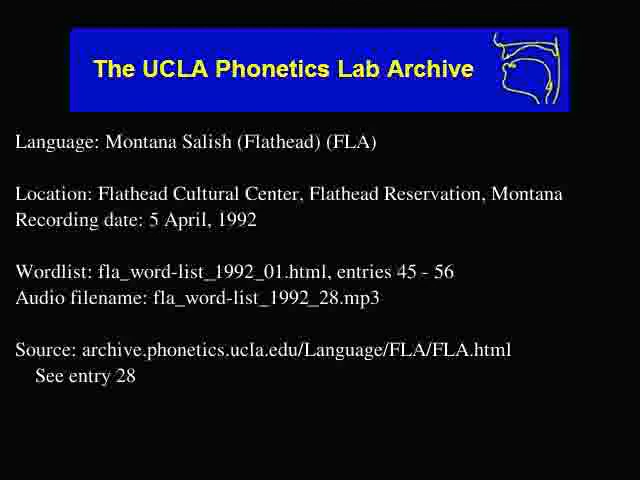 The UCLA Phonetics Lab Archive
Language: Montana Salish (Flathead) (FLA)
Location: Flathead Cultural Center, Flathead Reservation, Montana
Recording date: 5 April, 1992
Wordlist: fla_word-list_1992_01.html, entries 45 - 56
Audio filename: fla_word-list_1992_28.mp3
Source: archive.phonetics.ucla.edu/Language/FLA/FLA.html
See entry 28